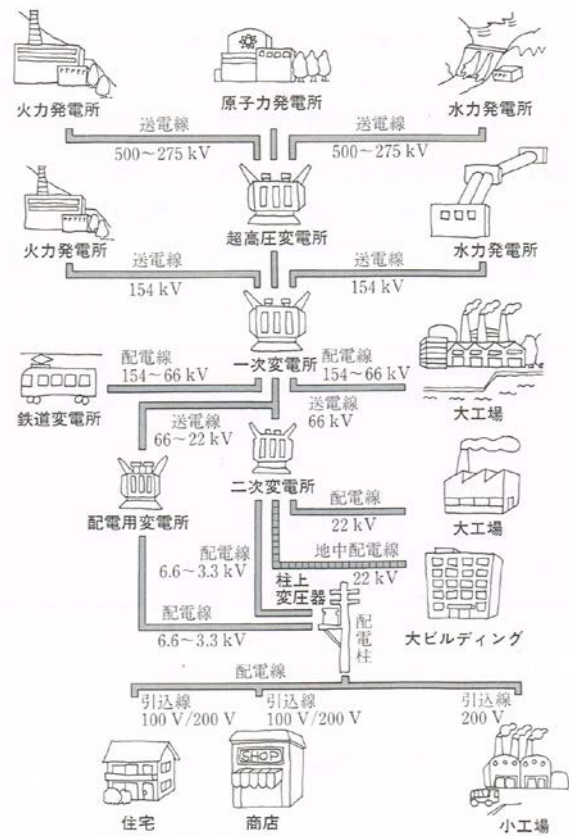 火力発電所
原子力発電所
水力発電所
送電線
500～275 kV
送電線
500～275 kV
超高圧変電所
火力発電所
水力発電所
送電線
154 kV
送電線
154 kV
一次変電所
配電線
154～66 kV
配電線
154～66 kV
鉄道変電所
大工場
送電線
66～22 kV
送電線
66 kV
配電用変電所
二次変電所
配電線
22 kV
大工場
配電線
6.6～3.3 kV
地中配電線
22 kV
柱上
変圧器
配電柱
大ビルディング
配電線
6.6～3.3 kV
配電線
引込線
100 V/200 V
引込線
100 V/200 V
引込線
200 V
SHOP
住宅
商店
小工場